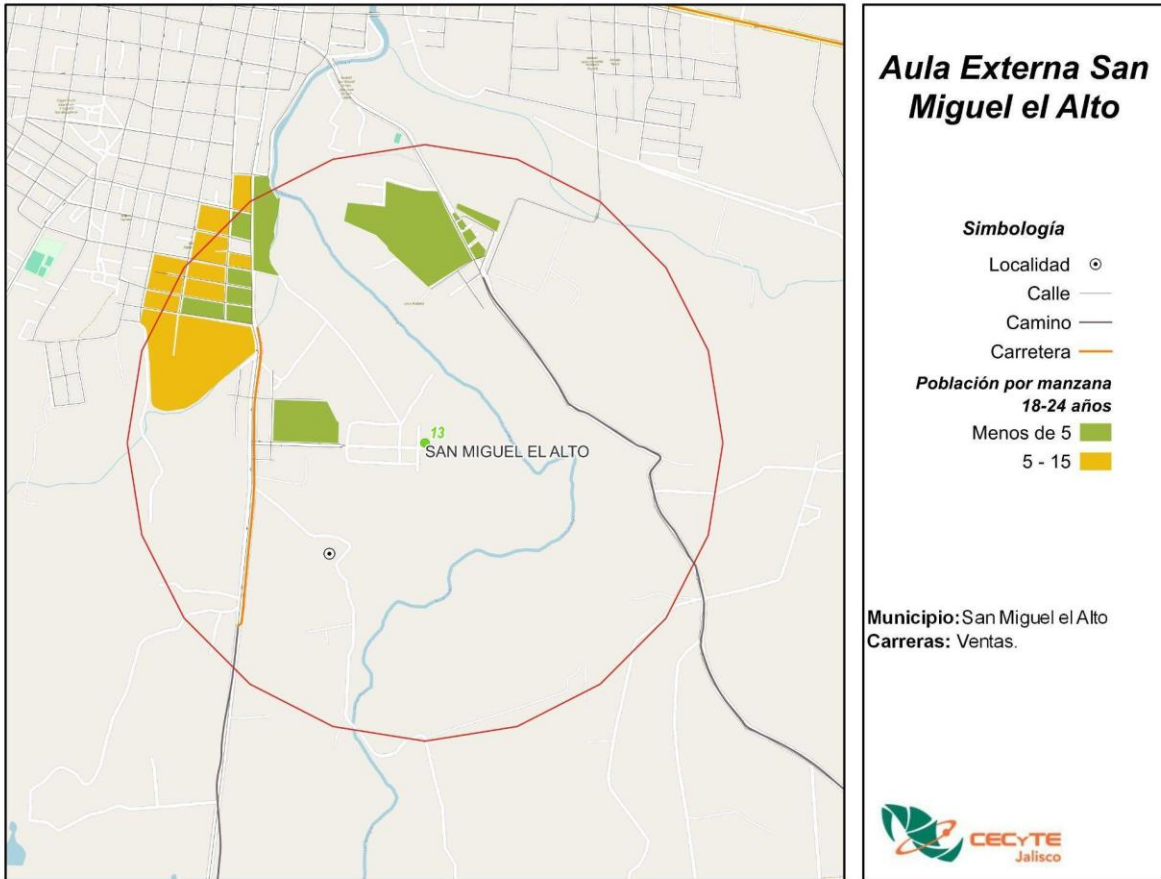 13
SAN MIGUEL EL ALTO
Aula Externa San
Miguel el Alto
Simbología
Localidad
Calle
Camino
Carretera
Población por manzana
18-24 años
Menos de 5
5 - 15
Municipio: San Miguel el Alto
Carreras: Ventas.
CECyTE
Jalisco